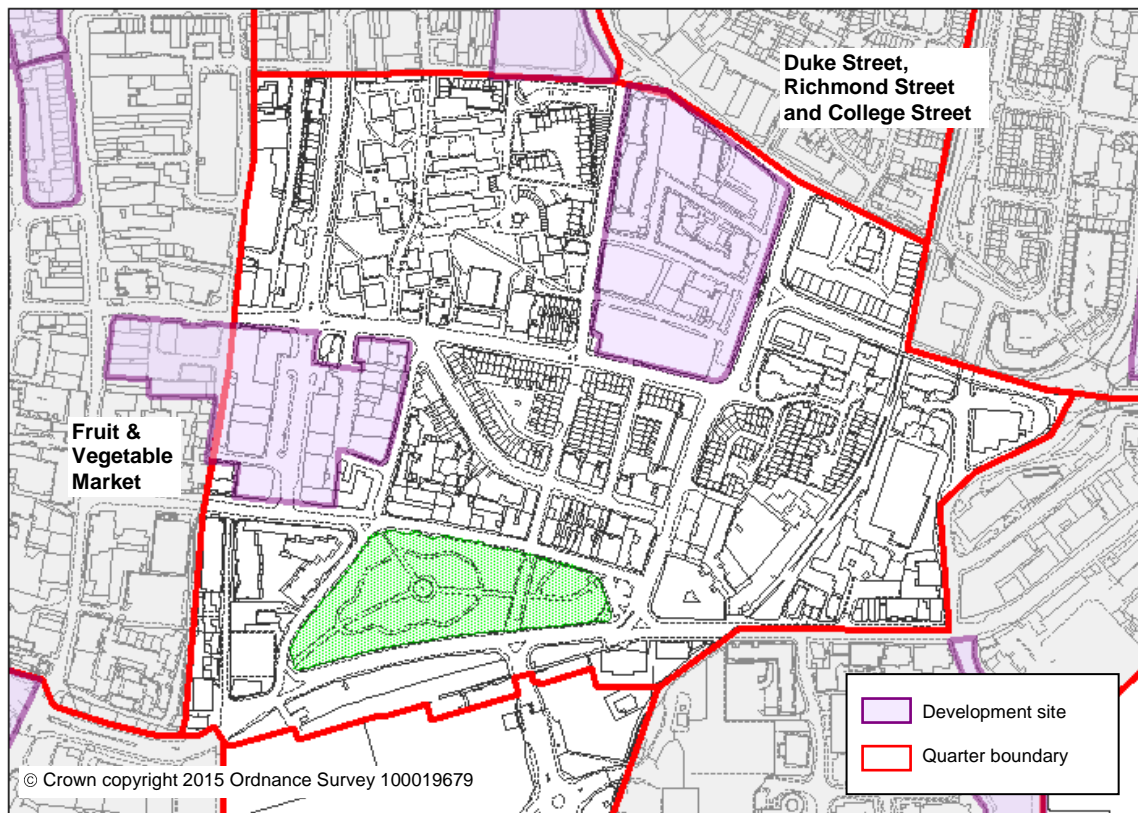 Duke Street,
Richmond Street
and College Street
Fruit &
Vegetable
Market
Development site
Quarter boundary
© Crown copyright 2015 Ordnance Survey 100019679